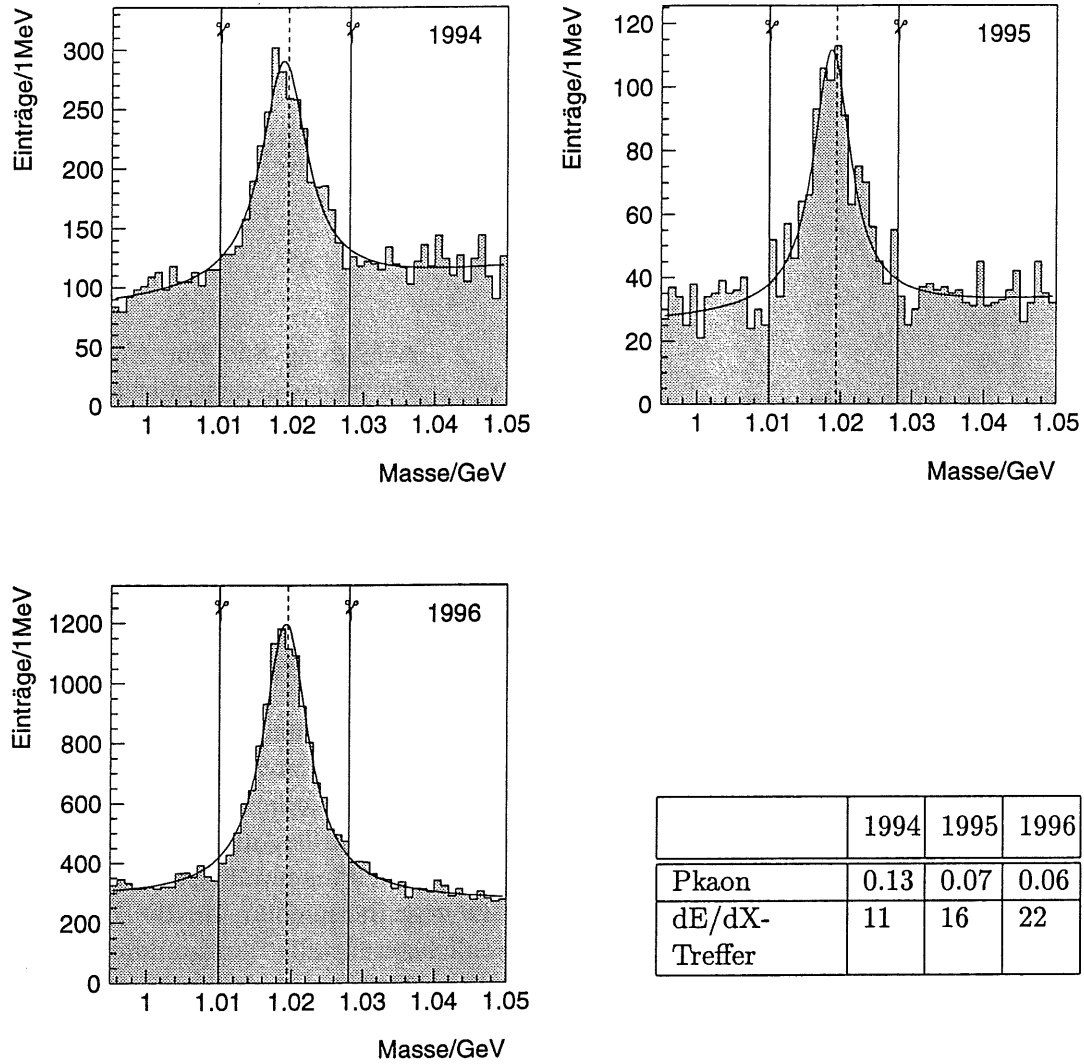 Einträge/1MeV
1994
300
250
200
150
100
50
0
1 1.01 1.02 1.03 1.04 1.05
Masse/GeV
Einträge/1MeV
1995
120
100
80
60
40
20
0
1 1.01 1.02 1.03 1.04 1.05
Masse/GeV
Einträge/1MeV
1996
1200
1000
800
600
400
200
0
1 1.01 1.02 1.03 1.04 1.05
Masse/GeV
1994 1995 1996
Pkaon 0.13 0.07 0.06
dE/dX- 11 16 22
Treffer